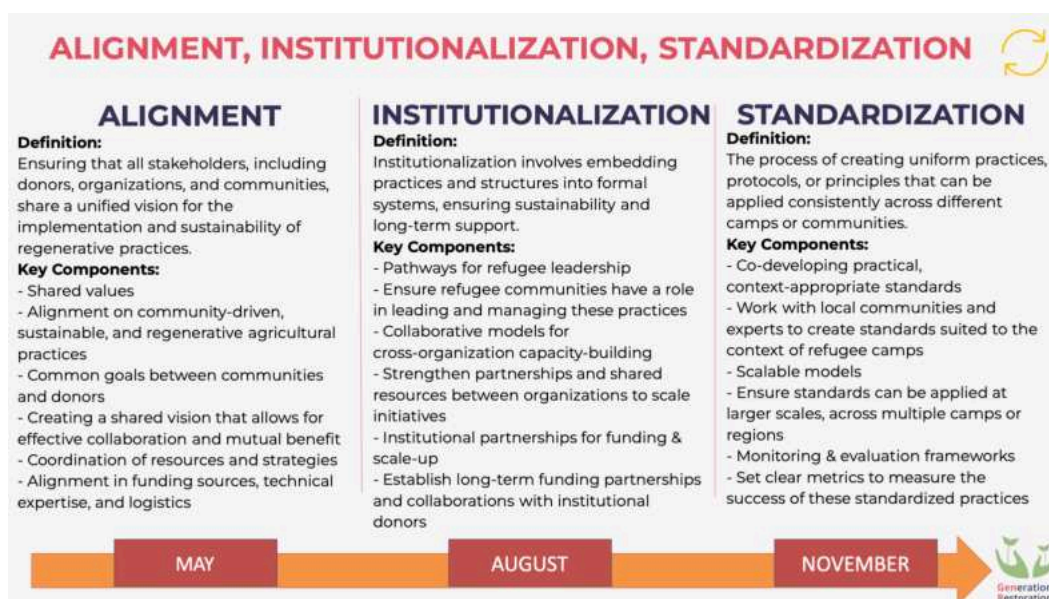 ALIGNMENT, INSTITUTIONALIZATION, STANDARDIZATION
ALIGNMENT
Definition:
Ensuring that all stakeholders, including
donors, organizations, and communities,
share a unified vision for the
implementation and sustainability of
regenerative practices.
Key Components:
- Shared values
- Alignment on community-driven,
sustainable, and regenerative agricultural
practices
- Common goals between communities
and donors
- Creating a shared vision that allows for
effective collaboration and mutual benefit
- Coordination of resources and strategies
- Alignment in funding sources, technical
expertise, and logistics
INSTITUTIONALIZATION
Definition:
Institutionalization involves embedding
practices and structures into formal
systems, ensuring sustainability and
long-term support.
Key Components:
- Pathways for refugee leadership
- Ensure refugee communities have a role
in leading and managing these practices
- Collaborative models for
cross-organization capacity-building
- Strengthen partnerships and shared
resources between organizations to scale
initiatives
- Institutional partnerships for funding &
scale-up
- Establish long-term funding partnerships
and collaborations with institutional
donors
STANDARDIZATION
Definition:
The process of creating uniform practices,
protocols, or principles that can be
applied consistently across different
camps or communities.
Key Components:
- Co-developing practical,
context-appropriate standards
- Work with local communities and
experts to create standards suited to the
context of refugee camps
- Scalable models
- Ensure standards can be applied at
larger scales, across multiple camps or
regions
- Monitoring & evaluation frameworks
- Set clear metrics to measure the
success of these standardized practices
MAY
AUGUST
NOVEMBER
Generation
Restoration